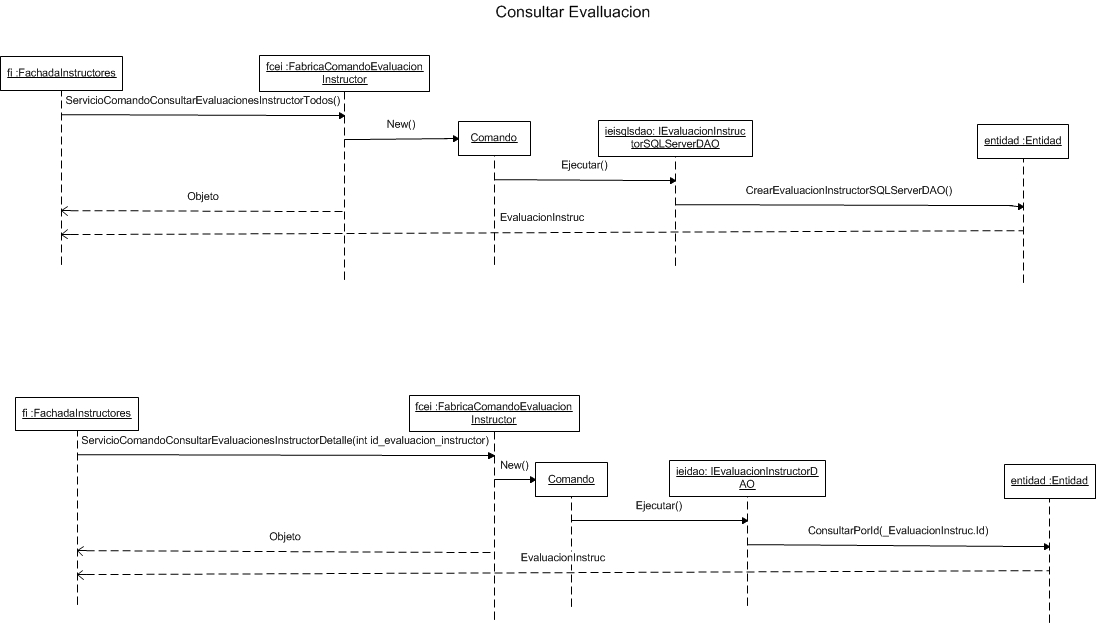 Consultar Evalluacion
fi :FachadaInstructores
fcei :FabricaComandoEvaluacion
Instructor
ServicioComandoConsultarEvaluacionesInstructorTodos()
New()
Comando
ieisqlsdao: IEvaluacionInstruc
torSQLServerDAO
entidad :Entidad
Ejecutar()
CrearEvaluacionInstructorSQLServerDAO()
Objeto
EvaluacionInstruc
fi :FachadaInstructores
fcei :FabricaComandoEvaluacion
Instructor
ServicioComandoConsultarEvaluacionesInstructorDetalle(int id_evaluacion_instructor)
New()
Comando
ieidao: IEvaluacionInstructorD
AO
entidad :Entidad
Ejecutar()
ConsultarPorId(_EvaluacionInstruc.Id)
Objeto
EvaluacionInstruc